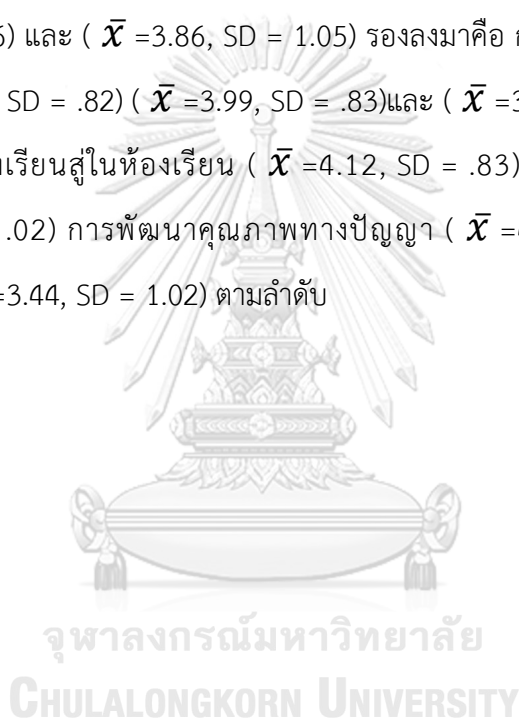 6) และ ( x̄ =3.86, SD = 1.05) รองลงมาคือ
SD = .82) ( x̄ =3.99, SD = .83)และ ( x̄ =3
เรียนสู่ในห้องเรียน ( x̄ =4.12, SD = .83)
.02) การพัฒนาคุณภาพทางปัญญา ( x̄ =
=3.44, SD = 1.02) ตามลำดับ
จุฬาลงกรณ์มหาวิทยาลัย
CHULALONGKORN UNIVERSITY